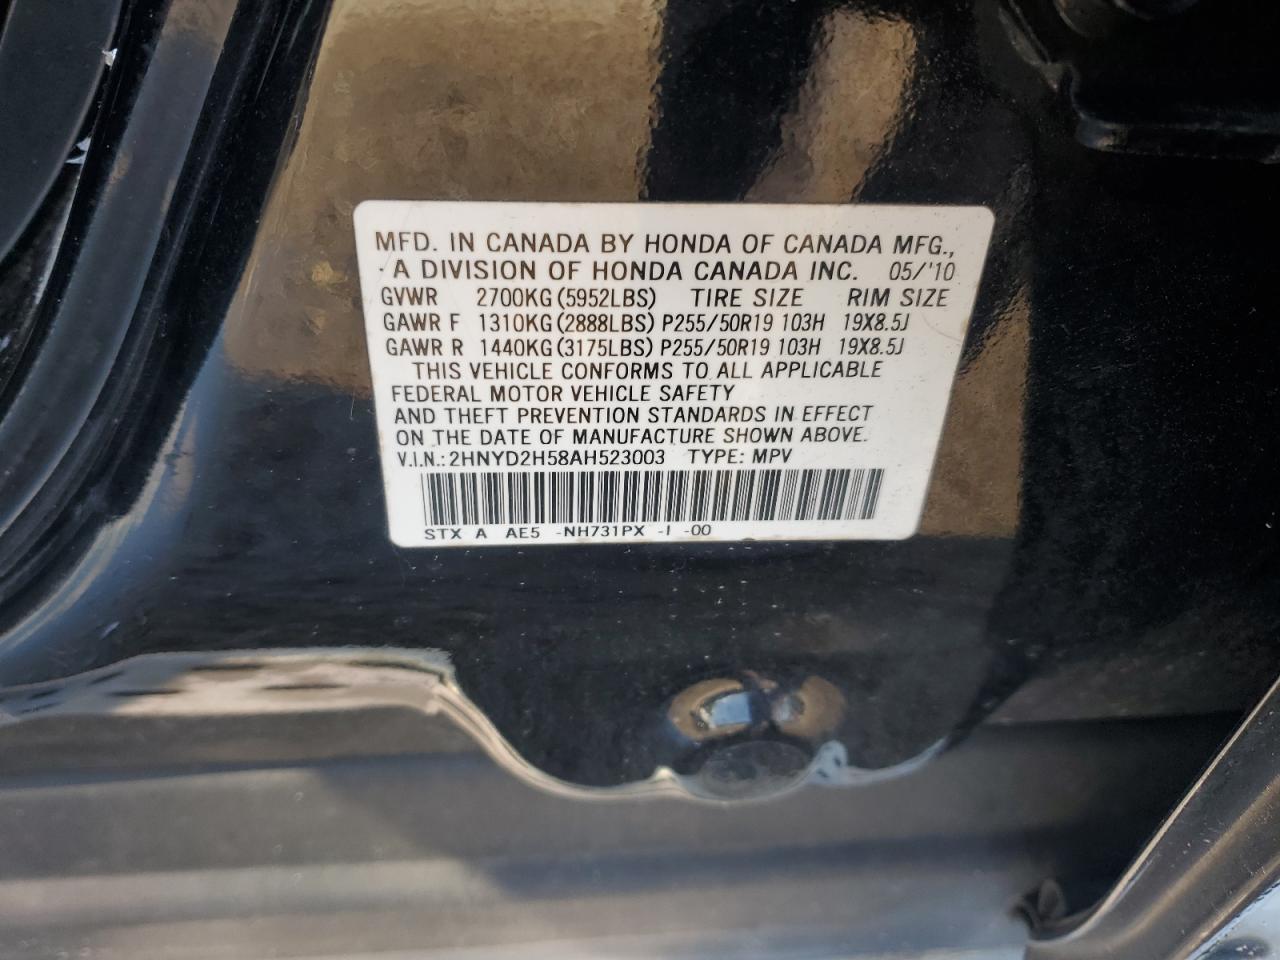 MFD. IN CANADA BY HONDA OF CANADA MFG.,
A DIVISION OF HONDA CANADA INC. 05/'10
GVWR 2700KG (5952LBS) TIRE SIZE RIM SIZE
GAWR F 1310KG (2888LBS) P255/50R19 103H 19X8.5J
GAWR R 1440KG (3175LBS) P255/50R19 103H 19X8.5J
THIS VEHICLE CONFORMS TO ALL APPLICABLE
FEDERAL MOTOR VEHICLE SAFETY
AND THEFT PREVENTION STANDARDS IN EFFECT
ON THE DATE OF MANUFACTURE SHOWN ABOVE.
V.I.N.: 2HNYD2H58AH523003 TYPE: MPV
STX A AE5 -NH731PX -I -00